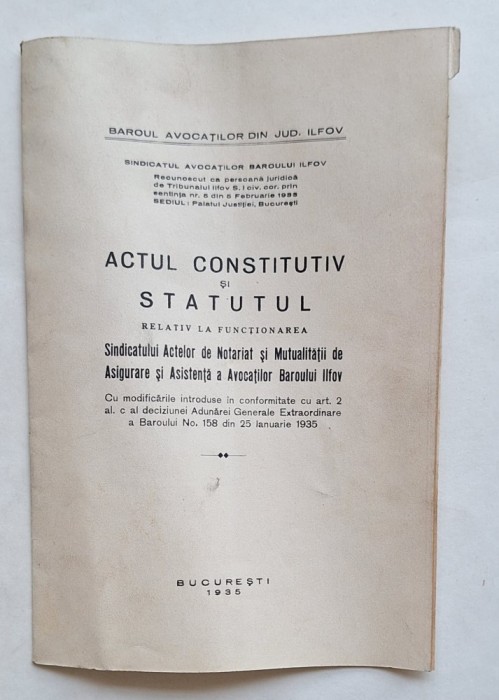 BAROUL AVOCAȚILOR DIN JUD. ILFOV
SINDICATUL AVOCAȚILOR BAROULUI ILFOV
Recunoscut ca persoană juridică
de Tribunalul Ilfov S. I civ. cor. prin
sentința nr. 5 din 5 Februarie 1935
SEDIUL: Palatul Justiției, București
ACTUL CONSTITUTIV
ȘI
STATUTUL
RELATIV LA FUNCȚIONAREA
Sindicatului Actelor de Notariat și Mutualității de
Asigurare și Asistență a Avocaților Baroului Ilfov
Cu modificările introduse în conformitate cu art. 2
al. c al deciziunei Adunărei Generale Extraordinare
a Baroului No. 158 din 25 Ianuarie 1935
BUCUREȘTI
1935